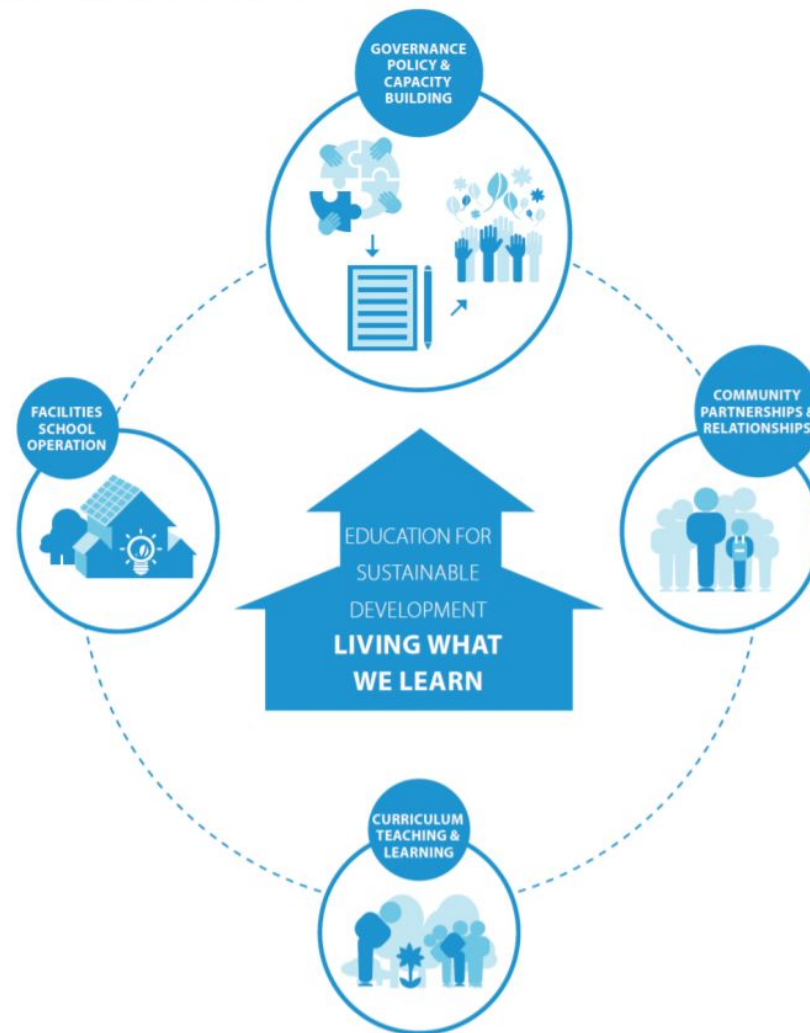 GOVERNANCE
POLICY &
CAPACITY
BUILDING
FACILITIES
SCHOOL
OPERATION
COMMUNITY
PARTNERSHIPS &
RELATIONSHIPS
EDUCATION FOR
SUSTAINABLE
DEVELOPMENT
LIVING WHAT
WE LEARN
CURRICULUM
TEACHING &
LEARNING